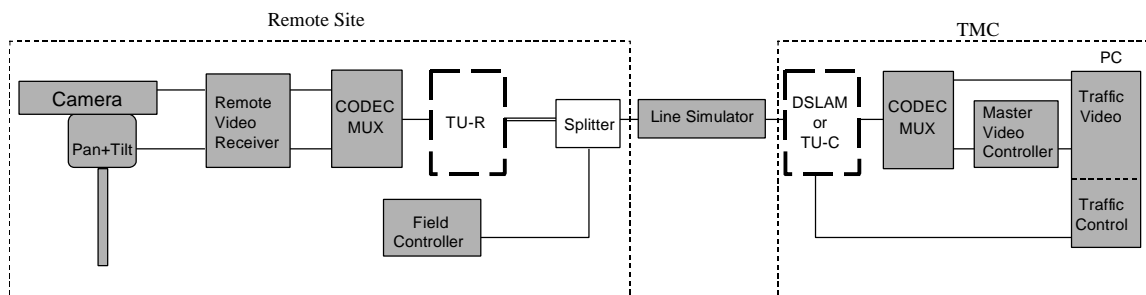 Remote Site
TMC
PC
Camera
Pan+Tilt
Remote
Video
Receiver
CODEC
MUX
TU-R
Splitter
Line Simulator
DSLAM
or
TU-C
CODEC
MUX
Master
Video
Controller
Traffic
Video
Field
Controller
Traffic
Control